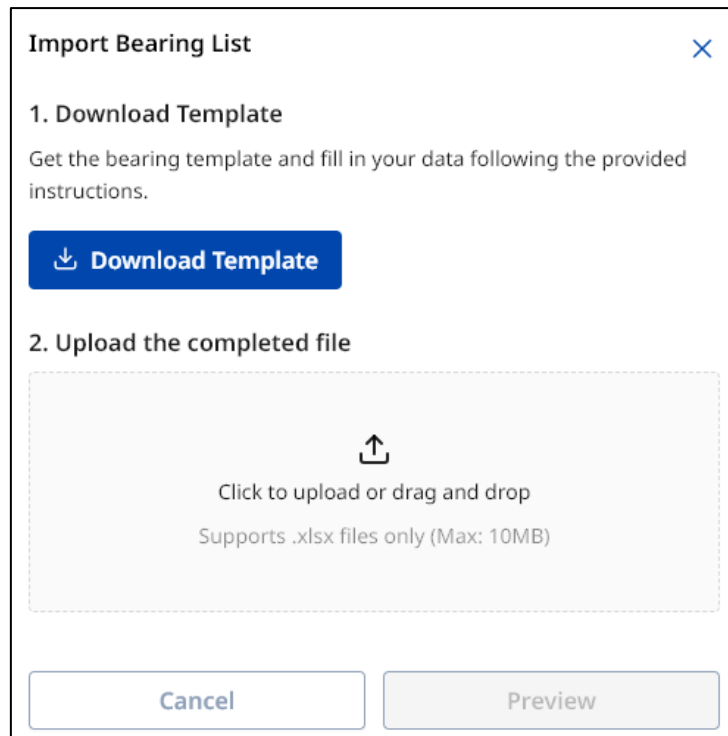 Import Bearing List
1. Download Template
Get the bearing template and fill in your data following the provided
instructions.
Download Template
2. Upload the completed file
Click to upload or drag and drop
Supports .xlsx files only (Max: 10MB)
Cancel
Preview